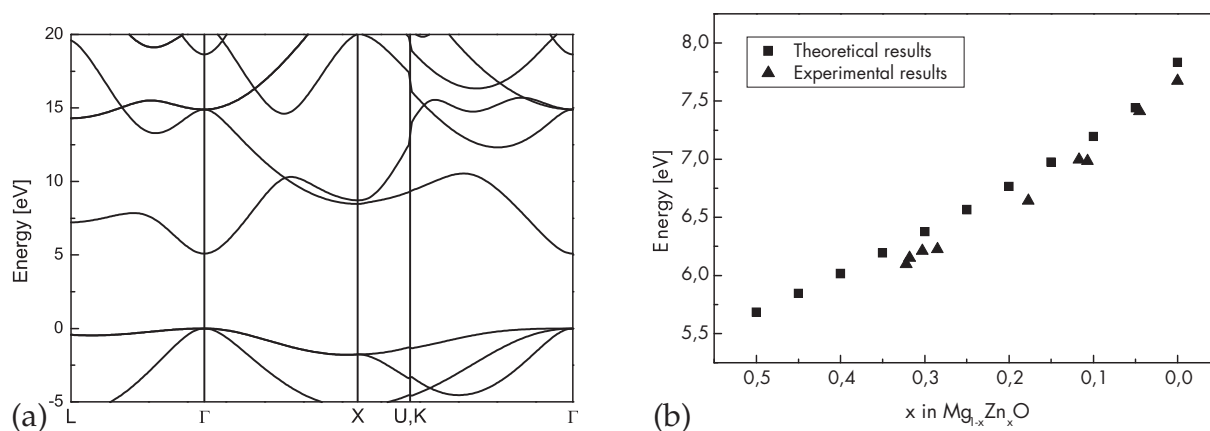 20
15
10
5
0
-5
Energy [eV]
L Γ X U,K Γ
(a)
8,0
7,5
7,0
6,5
6,0
5,5
Energy [eV]
Theoretical results
Experimental results
0,5 0,4 0,3 0,2 0,1 0,0
x in Mg1-xZnxO
(b)